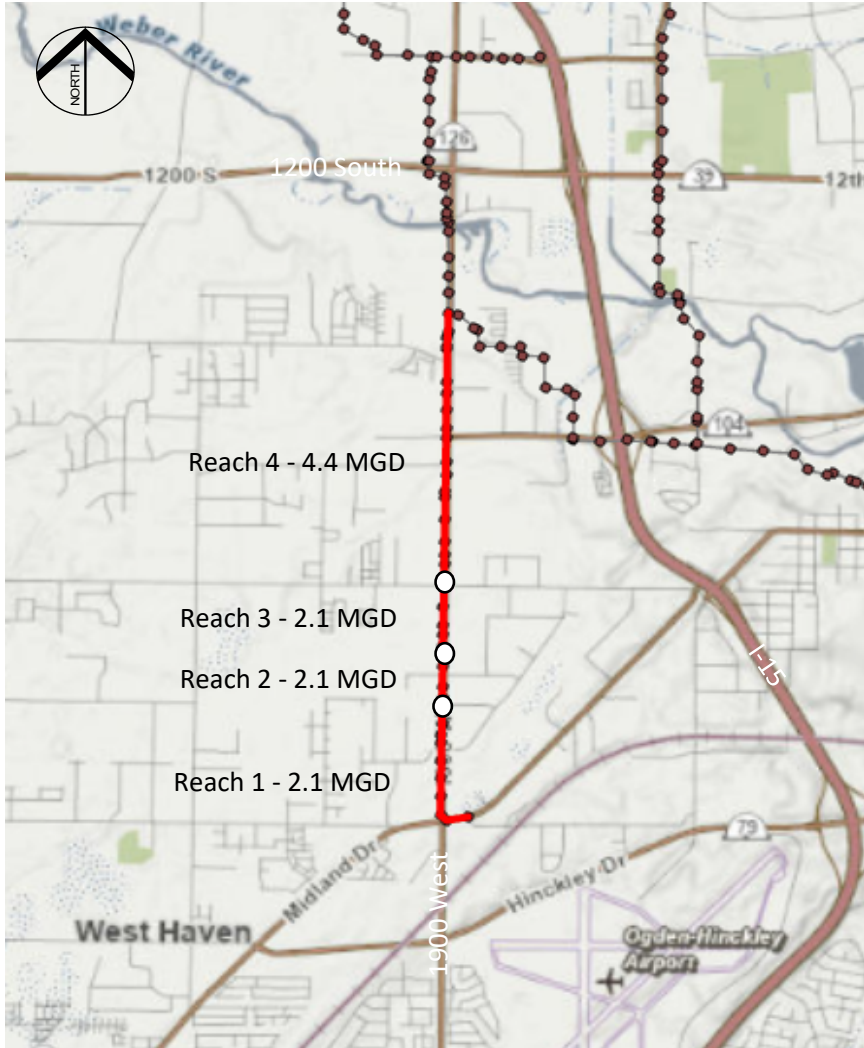 Weber River
NORTH
126
1200 S
1200 South
39
12th
104
Reach 4 - 4.4 MGD
Reach 3 - 2.1 MGD
Reach 2 - 2.1 MGD
I-15
Reach 1 - 2.1 MGD
79
Midland Dr
Hinckley Dr
1900 West
West Haven
Ogden-Hinckley
Airport